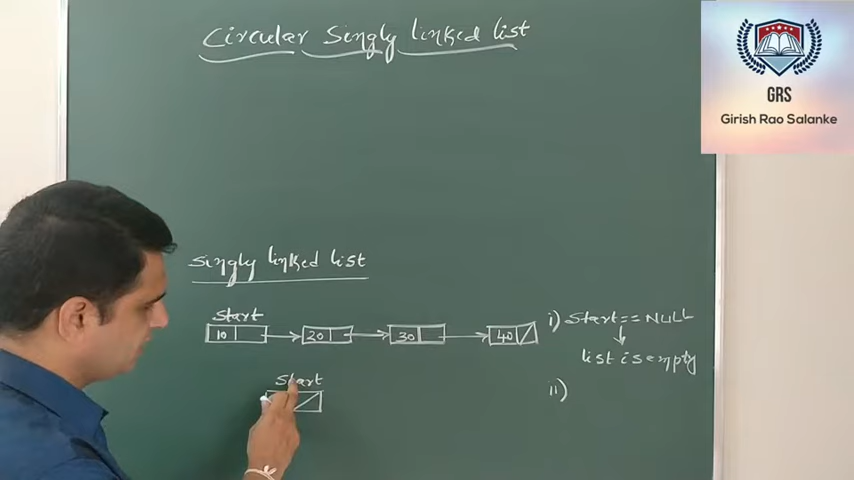 Circular Singly linked list
GRS
Girish Rao Salanke
Singly linked list
Start
10 20 30 40
i) Start == NULL
list is empty
Start
ii)